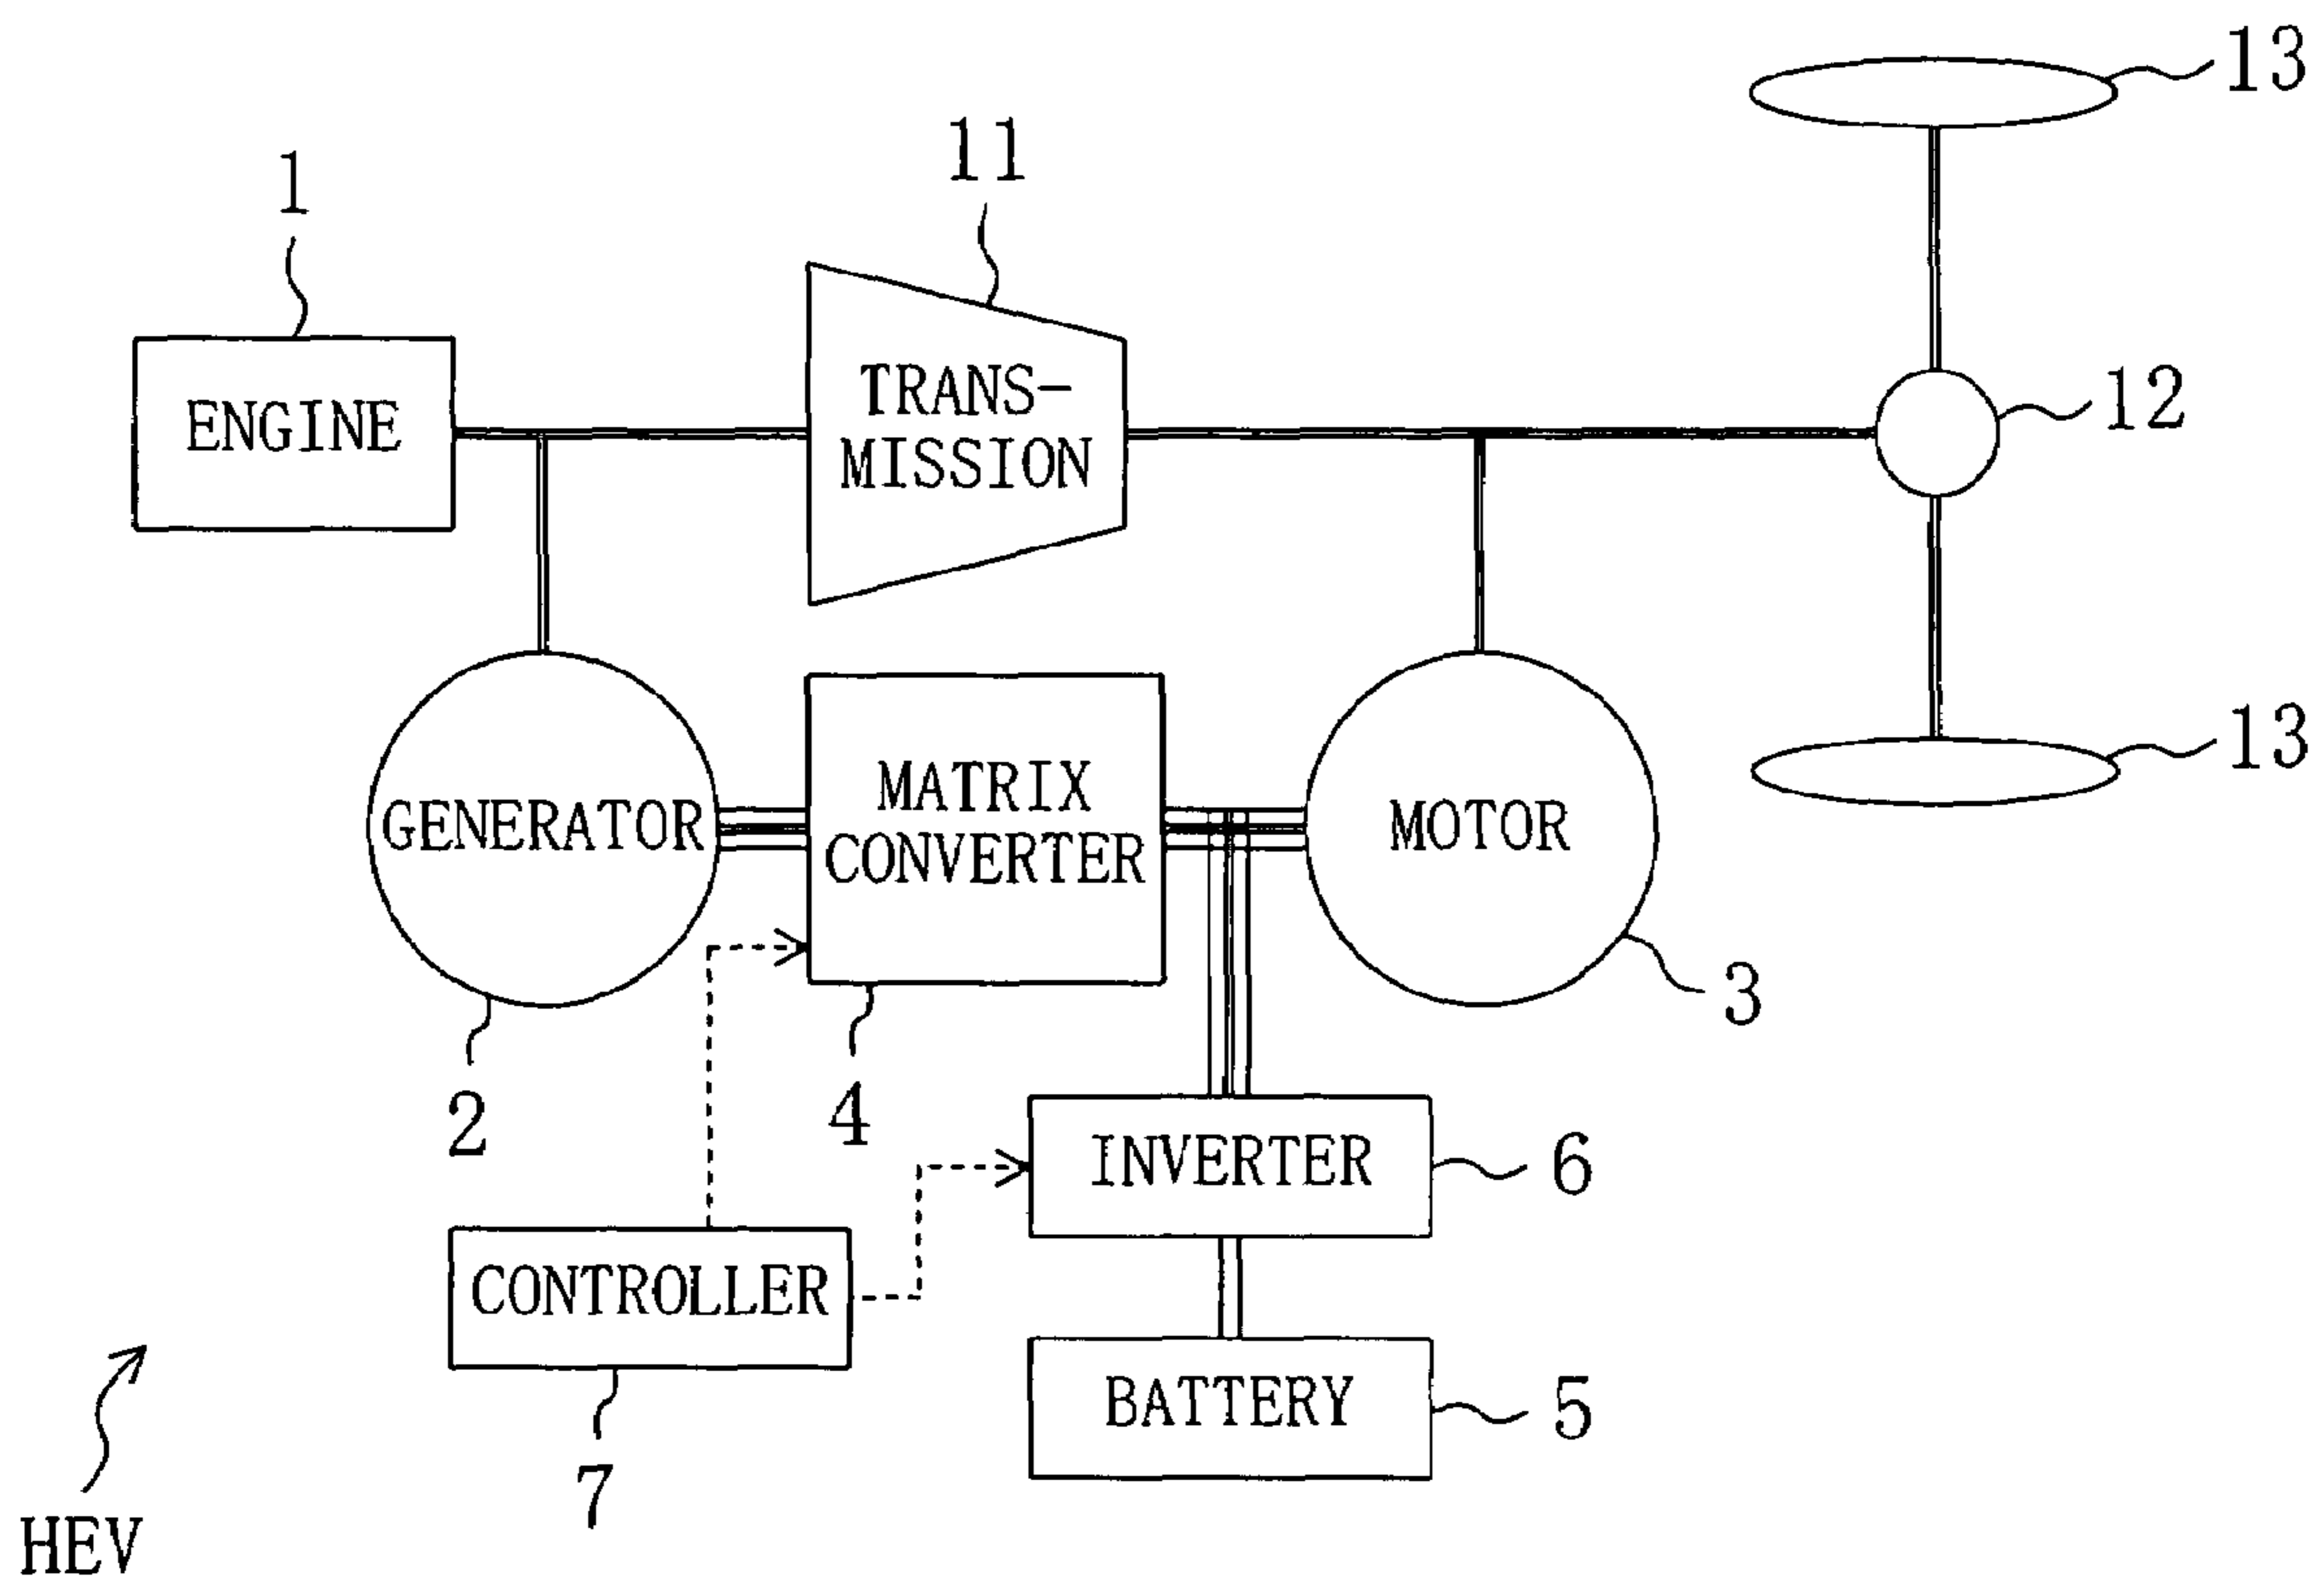 13
11
1
TRANS-
MISSION
ENGINE
12
13
MATRIX
CONVERTER
GENERATOR
MOTOR
3
2
4
INVERTER
6
CONTROLLER
BATTERY
5
7
HEV